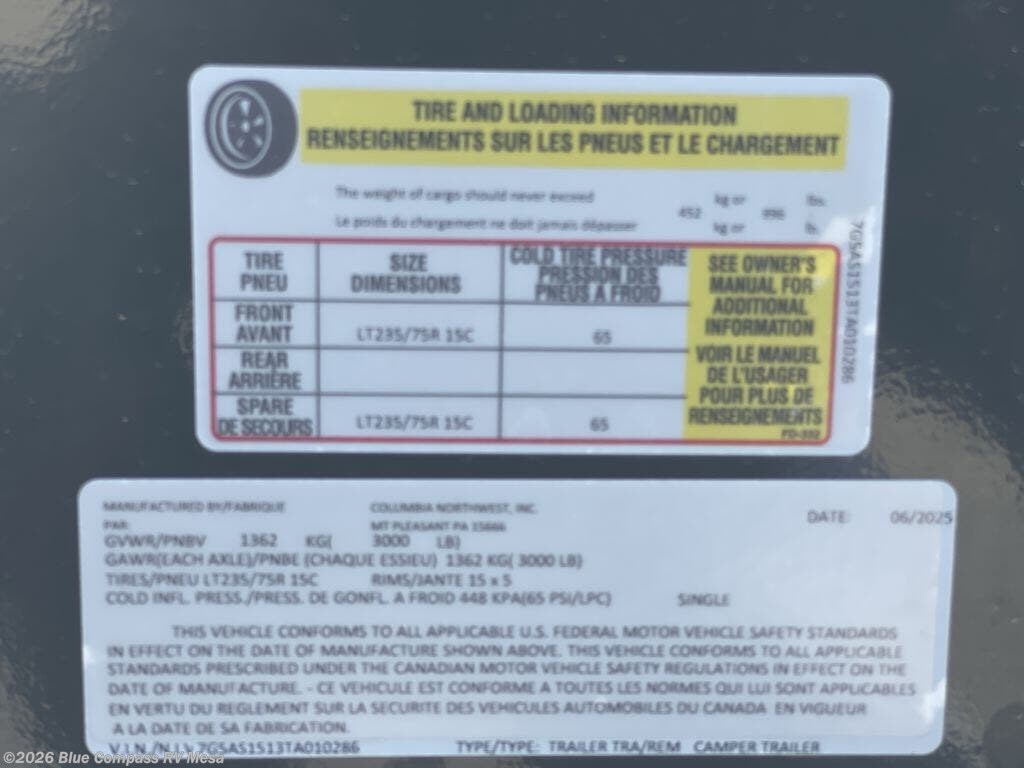 TIRE AND LOADING INFORMATION
RENSEIGNEMENTS SUR LES PNEUS ET LE CHARGEMENT
The weight of cargo should never exceed 452 kg or 996 lbs.
Le poids du chargement ne doit jamais dépasser kg or lb.
TIRE PNEU
SIZE DIMENSIONS
COLD TIRE PRESSURE PRESSION DES PNEUS A FROID
SEE OWNER'S MANUAL FOR ADDITIONAL INFORMATION
FRONT AVANT
LT235/75R 15C
65
REAR ARRIÈRE
VOIR LE MANUEL DE L'USAGER POUR PLUS DE RENSEIGNEMENTS
SPARE DE SECOURS
LT235/75R 15C
65
PD-332
7G5AS1513TA010286
MANUFACTURED BY/FABRIQUE COLUMBIA NORTHWEST, INC. DATE: 06/2025
PAR: MT PLEASANT PA 15666
GVWR/PNBV 1362 KG( 3000 LB)
GAWR(EACH AXLE)/PNBE (CHAQUE ESSIEU) 1362 KG( 3000 LB)
TIRES/PNEU LT235/75R 15C RIMS/JANTE 15 x 5
COLD INFL. PRESS./PRESS. DE GONFL. A FROID 448 KPA(65 PSI/LPC) SINGLE
THIS VEHICLE CONFORMS TO ALL APPLICABLE U.S. FEDERAL MOTOR VEHICLE SAFETY STANDARDS
IN EFFECT ON THE DATE OF MANUFACTURE SHOWN ABOVE. THIS VEHICLE CONFORMS TO ALL APPLICABLE
STANDARDS PRESCRIBED UNDER THE CANADIAN MOTOR VEHICLE SAFETY REGULATIONS IN EFFECT ON THE
DATE OF MANUFACTURE. - CE VEHICULE EST CONFORME A TOUTES LES NORMES QUI LUI SONT APPLICABLES
EN VERTU DU REGLEMENT SUR LA SECURITE DES VEHICULES AUTOMOBILES DU CANADA EN VIGUEUR
A LA DATE DE SA FABRICATION.
V.I.N./N.I.V. 7G5AS1513TA010286 TYPE/TYPE: TRAILER TRA/REM CAMPER TRAILER
©2026 Blue Compass RV Mesa